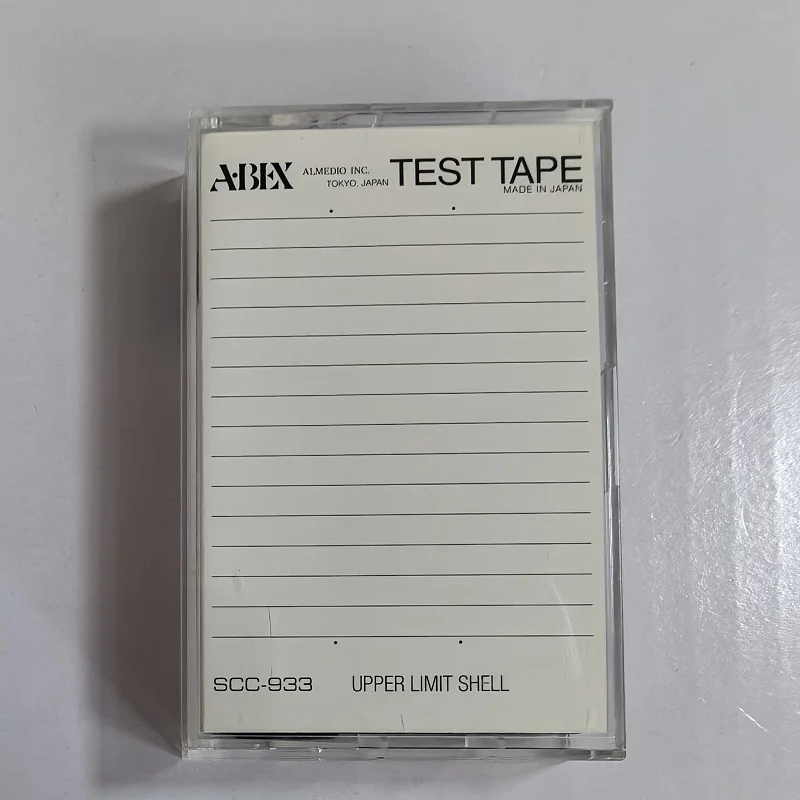 A·BEX ALMEDIO INC. TEST TAPE
TOKYO, JAPAN MADE IN JAPAN
SCC-933 UPPER LIMIT SHELL